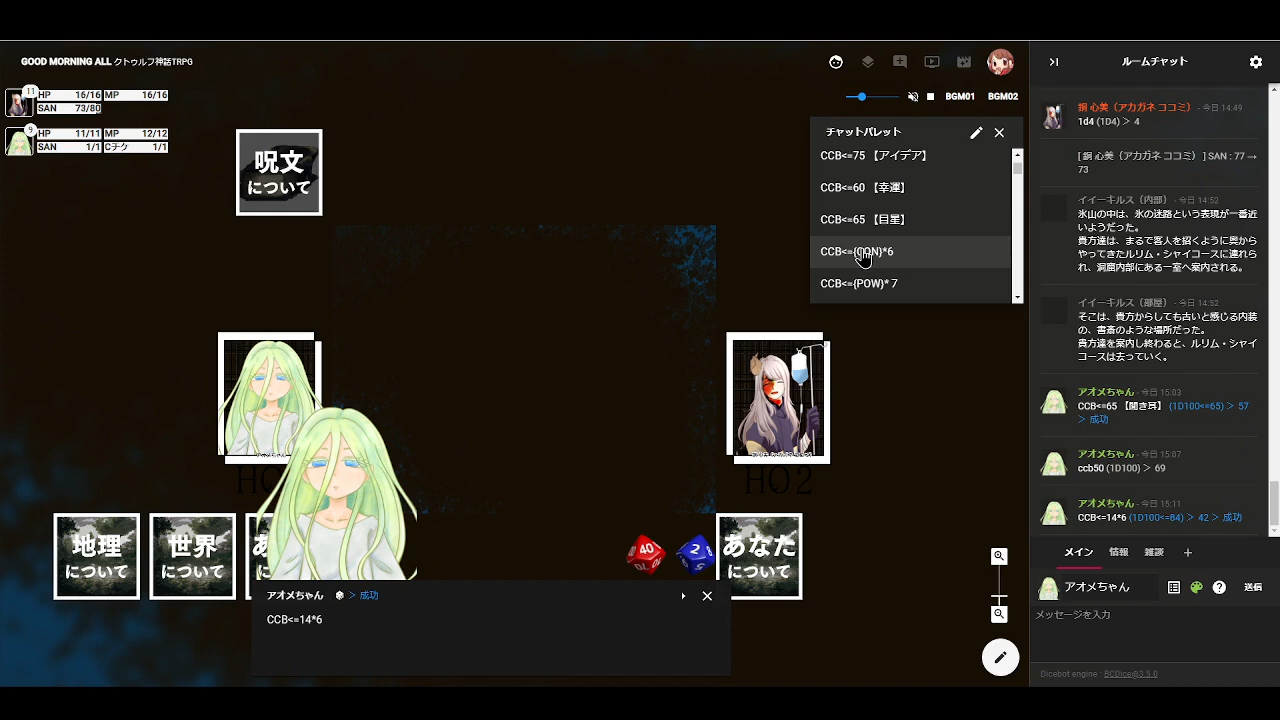 GOOD MORNING ALL クトゥルフ神話TRPG
11
HP 16/16 MP 16/16
SAN 73/80
9
HP 11/11 MP 12/12
SAN 1/1 Cチケ 1/1
呪文
について
BGM01 BGM02
チャットパレット
CCB<=75 【アイデア】
CCB<=60 【幸運】
CCB<=65 【目星】
CCB<={CON}*6
CCB<={POW}* 7
HO
HO 2
地理
について
世界
について
あ
に
あなた
について
40
2
アオメちゃん > 成功
CCB<=14*6
ルームチャット
銅 心美（アカガネ ココミ） - 今日 14:49
1d4 (1D4) > 4
[ 銅 心美（アカガネ ココミ） ] SAN : 77 →
73
イイーキルス（内部） - 今日 14:52
氷山の中は、氷の迷路という表現が一番近
いようだった。
貴方達は、まるで客人を招くように奥から
やってきたルリム・シャイコースに連れら
れ、洞窟内部にある一室へ案内される。
イイーキルス（部屋） - 今日 14:52
そこは、貴方からしても古いと感じる内装
の、書斎のような場所だった。
貴方達を案内し終わると、ルリム・シャイ
コースは去っていく。
アオメちゃん - 今日 15:03
CCB<=65 【聞き耳】 (1D100<=65) > 57
> 成功
アオメちゃん - 今日 15:07
ccb50 (1D100) > 69
アオメちゃん - 今日 15:11
CCB<=14*6 (1D100<=84) > 42 > 成功
メイン 情報 雑談 +
アオメちゃん 送信
メッセージを入力
Dicebot engine : BCDice@3.5.0